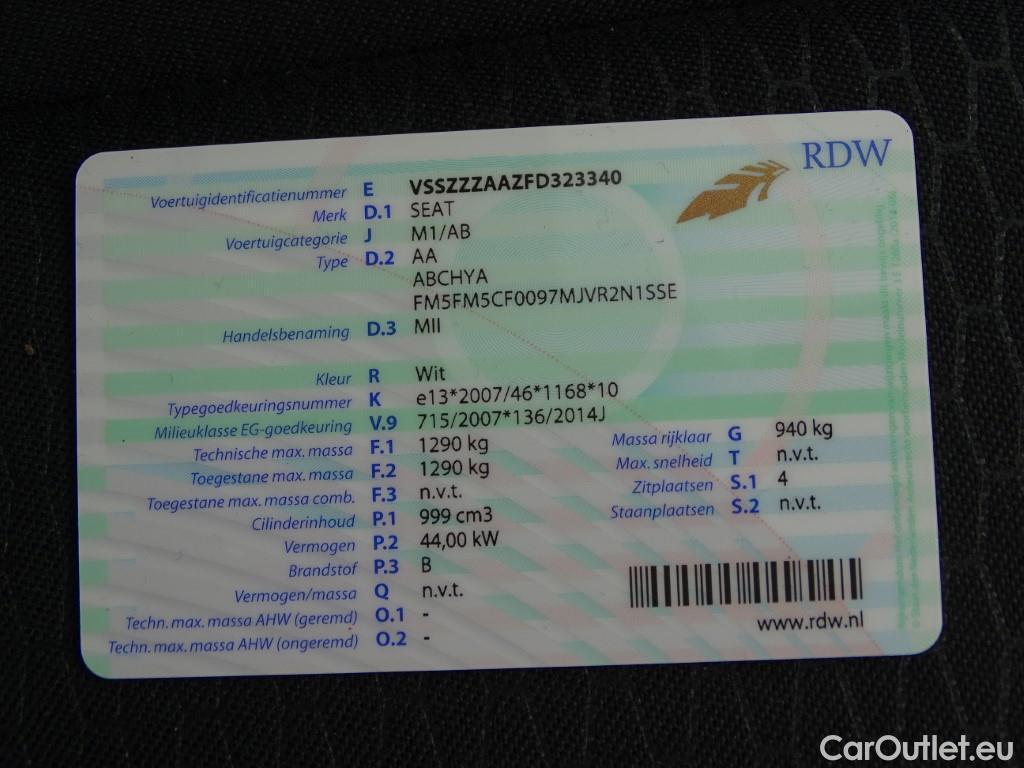 RDW
Voertuigidentificatienummer E VSSZZZAAZFD323340
Merk D.1 SEAT
Voertuigcategorie J M1/AB
Type D.2 AA
ABCHYA
FM5FM5CF0097MJVR2N1SSE
Handelsbenaming D.3 MII
Kleur R Wit
Typegoedkeuringsnummer K e13*2007/46*1168*10
Milieuklasse EG-goedkeuring V.9 715/2007*136/2014J
Technische max. massa F.1 1290 kg
Toegestane max. massa F.2 1290 kg
Toegestane max. massa comb. F.3 n.v.t.
Cilinderinhoud P.1 999 cm3
Vermogen P.2 44,00 kW
Brandstof P.3 B
Vermogen/massa Q n.v.t.
Techn. max. massa AHW (geremd) O.1 -
Techn. max. massa AHW (ongeremd) O.2 -
Massa rijklaar G 940 kg
Max. snelheid T n.v.t.
Zitplaatsen S.1 4
Staanplaatsen S.2 n.v.t.
www.rdw.nl
CarOutlet.eu